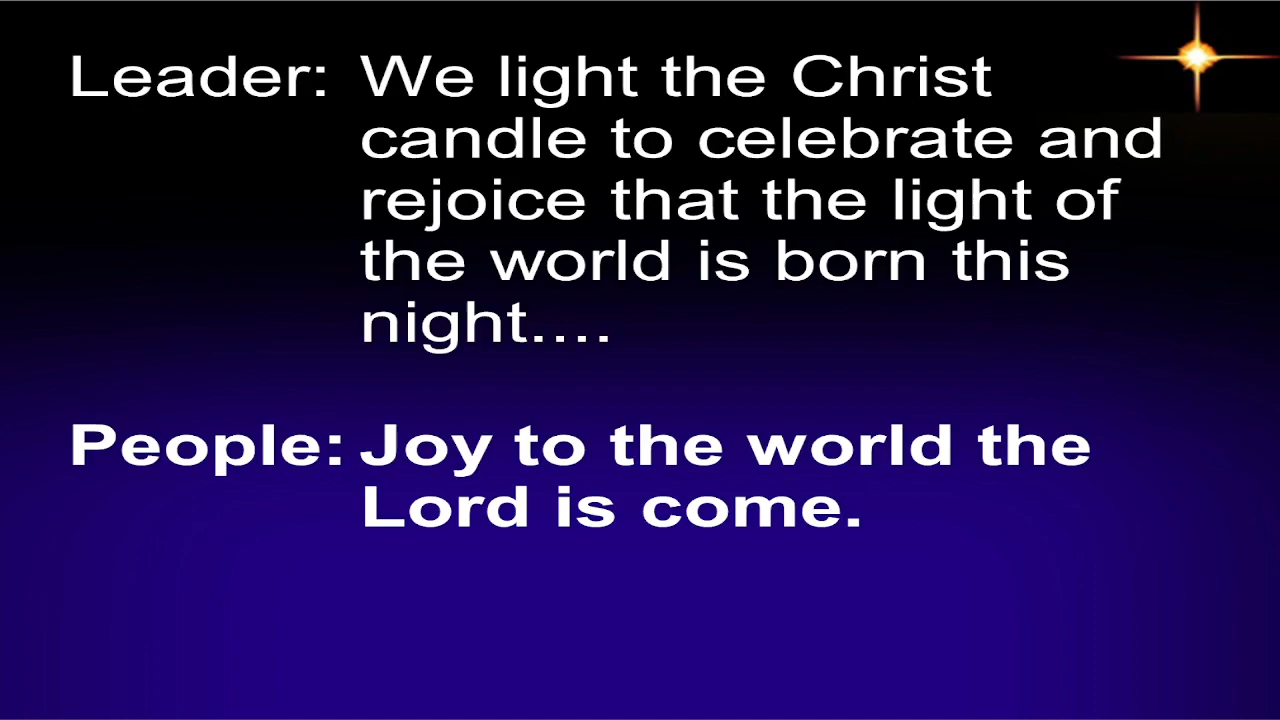 Leader: We light the Christ
candle to celebrate and
rejoice that the light of
the world is born this
night....
People: Joy to the world the
Lord is come.